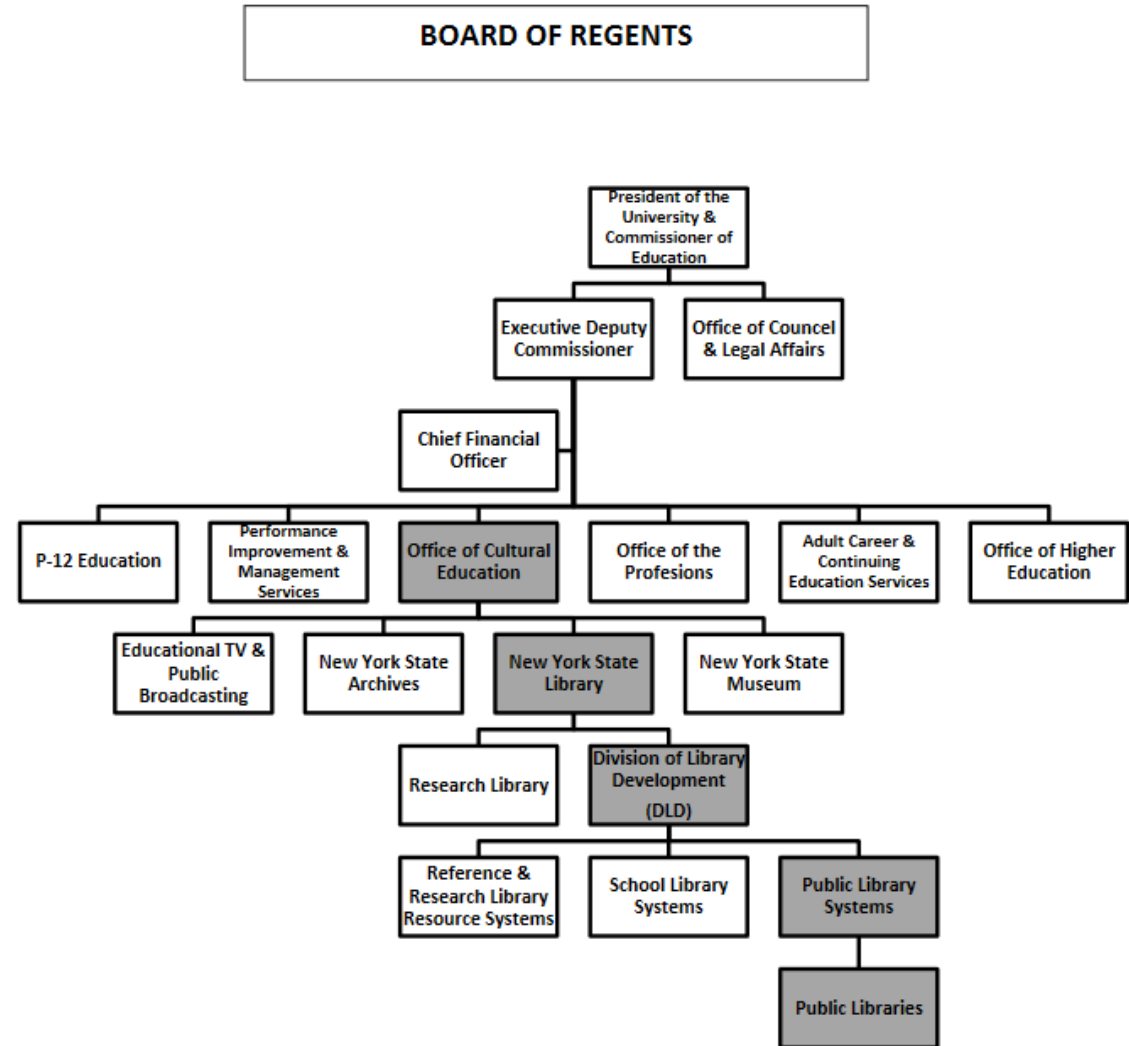 BOARD OF REGENTS
President of the
University &
Commissioner of
Education
Executive Deputy
Commissioner
Office of Councel
& Legal Affairs
Chief Financial
Officer
P-12 Education
Performance
Improvement &
Management
Services
Office of Cultural
Education
Office of the
Profesions
Adult Career &
Continuing
Education Services
Office of Higher
Education
Educational TV &
Public
Broadcasting
New York State
Archives
New York State
Library
New York State
Museum
Research Library
Division of Library
Development
(DLD)
Reference &
Research Library
Resource Systems
School Library
Systems
Public Library
Systems
Public Libraries